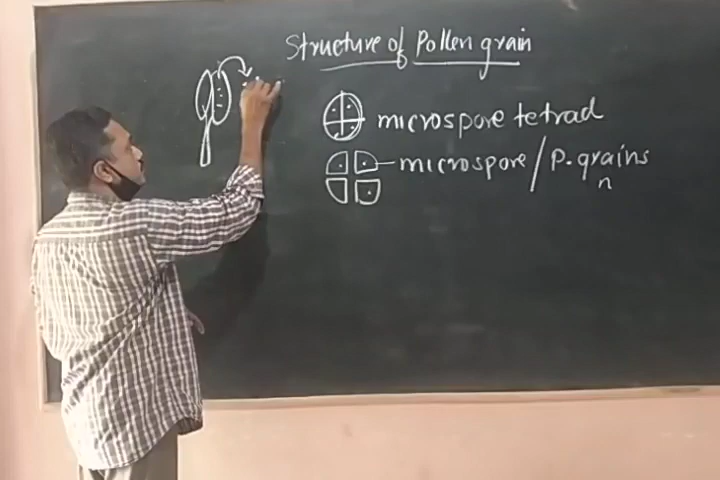 Structure of Pollen grain
microspore tetrad
microspore / P. grains
n